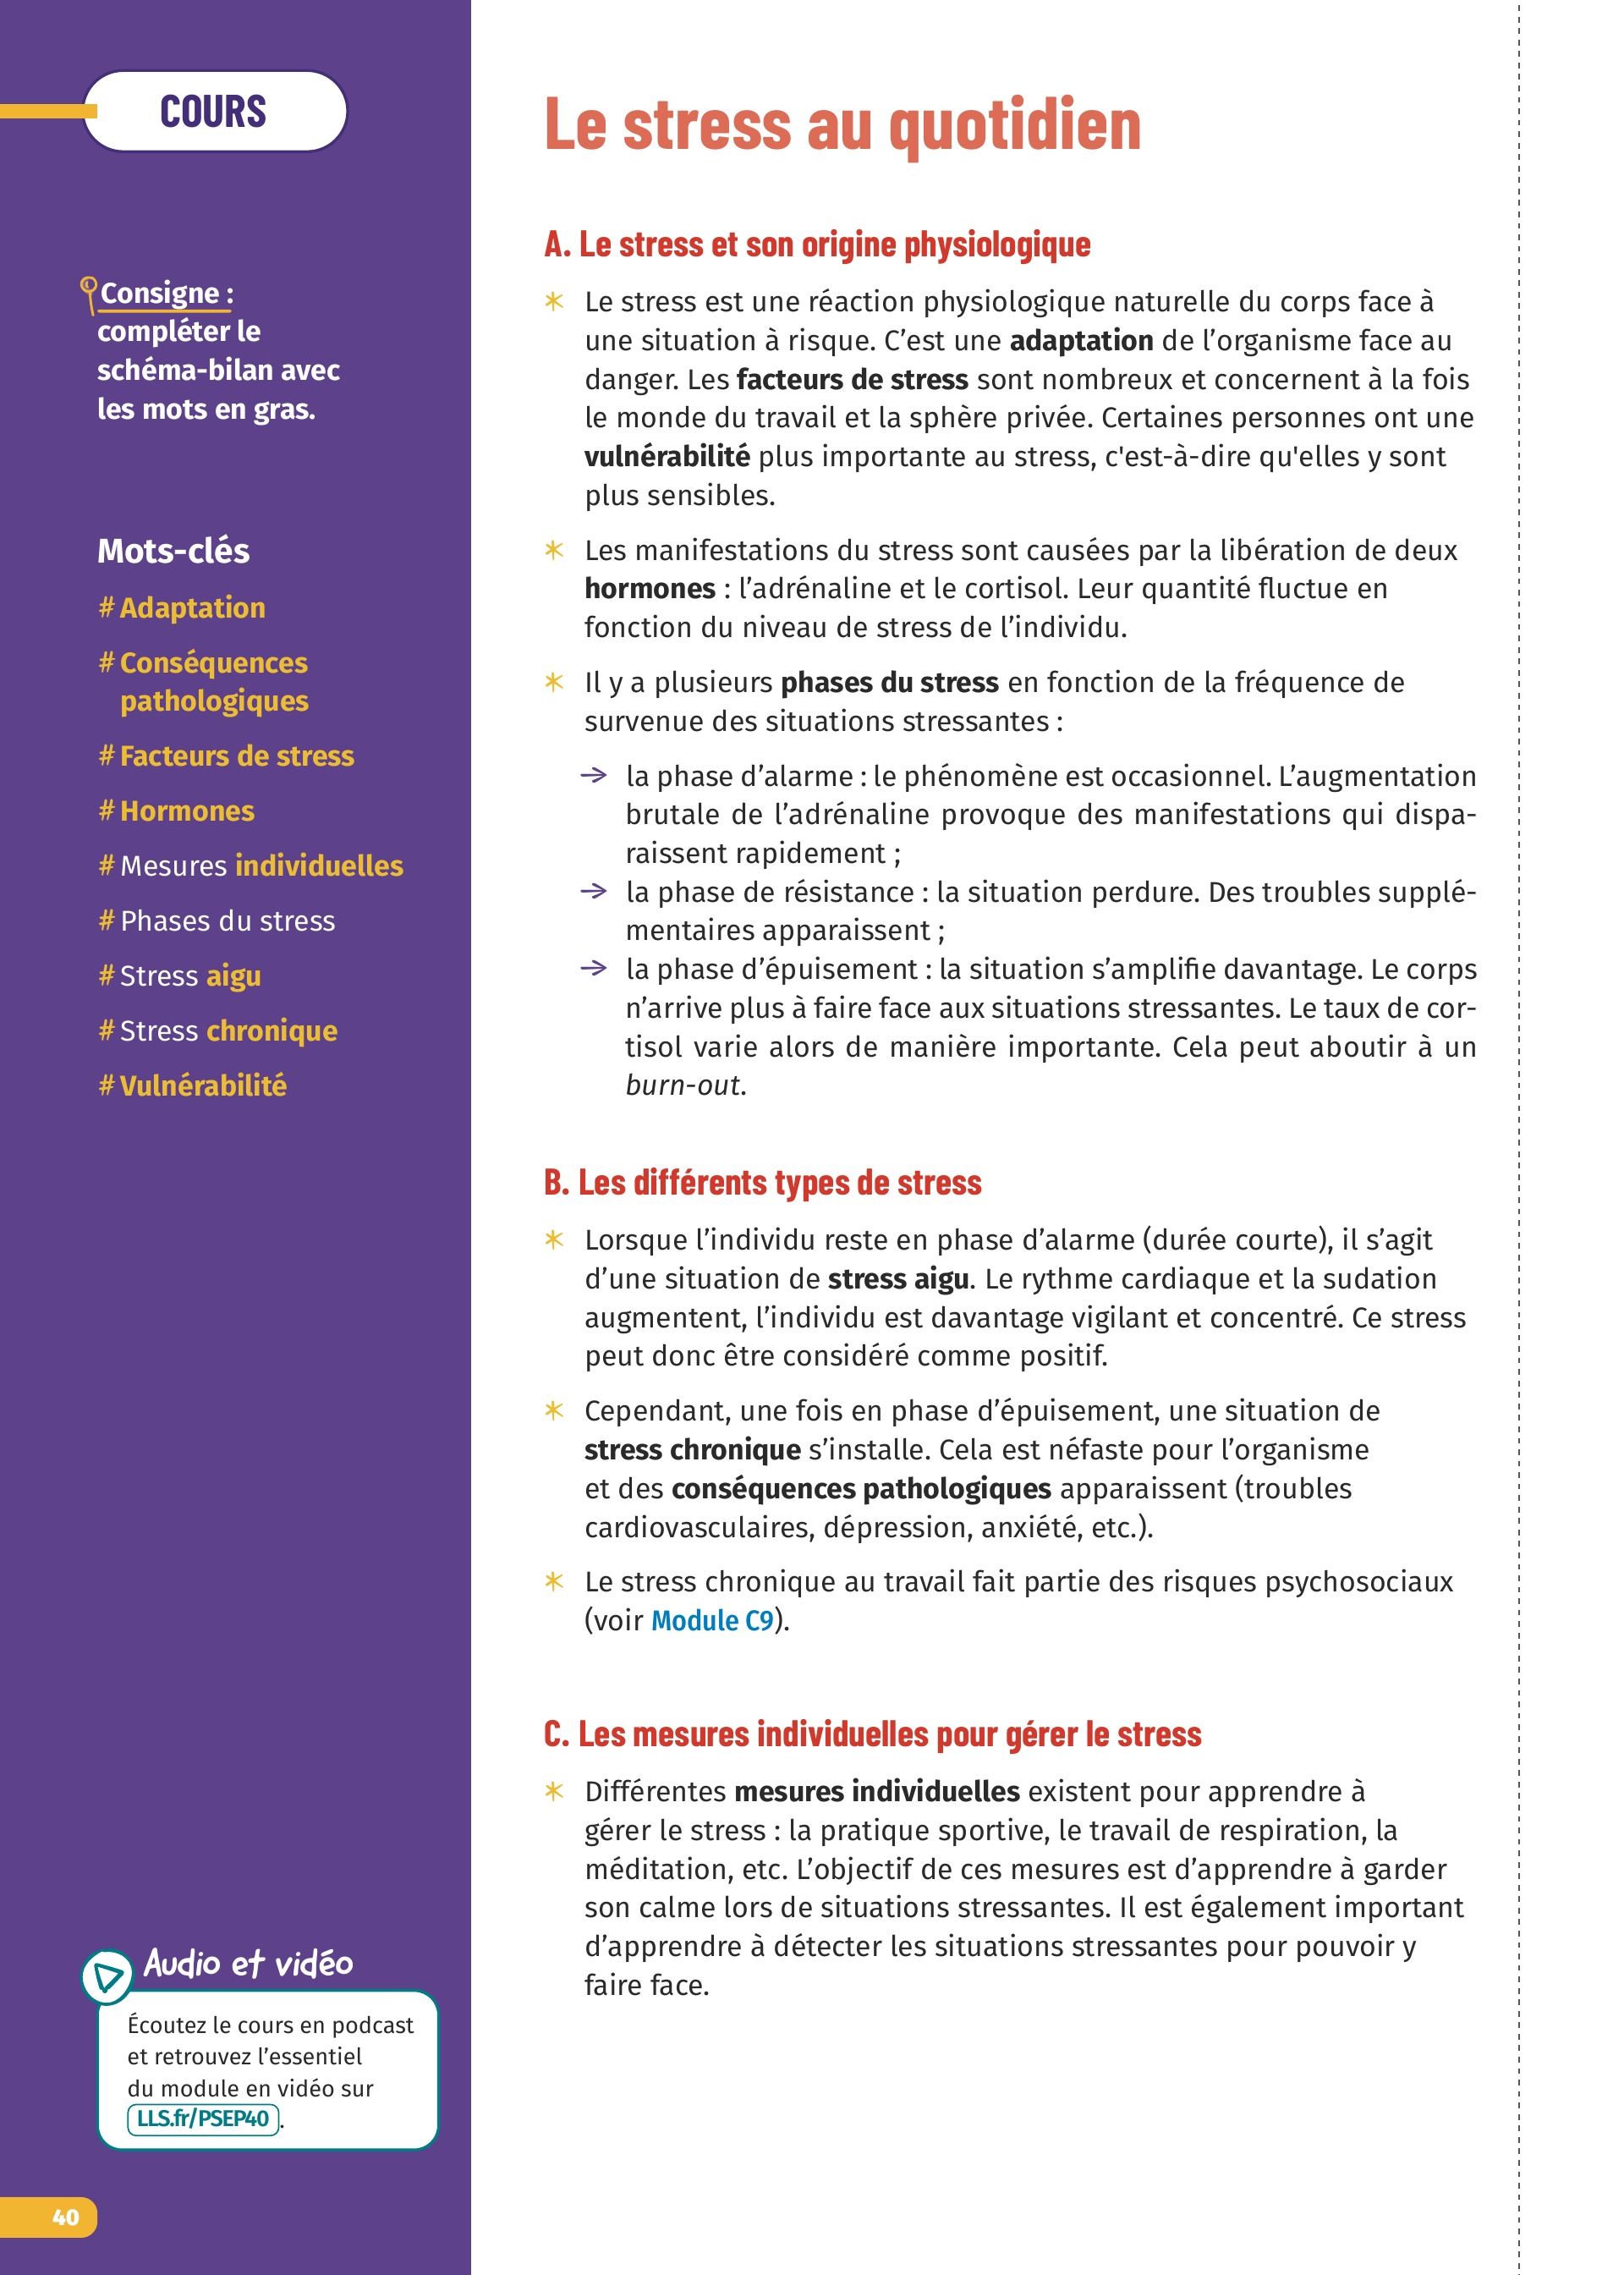 COURS
Consigne :
compléter le
schéma-bilan avec
les mots en gras.
Mots-clés
# Adaptation
# Conséquences
pathologiques
# Facteurs de stress
# Hormones
# Mesures individuelles
# Phases du stress
# Stress aigu
# Stress chronique
# Vulnérabilité
Audio et vidéo
Écoutez le cours en podcast
et retrouvez l’essentiel
du module en vidéo sur
LLS.fr/PSEP40.
40
Le stress au quotidien
A. Le stress et son origine physiologique
* Le stress est une réaction physiologique naturelle du corps face à
une situation à risque. C’est une adaptation de l’organisme face au
danger. Les facteurs de stress sont nombreux et concernent à la fois
le monde du travail et la sphère privée. Certaines personnes ont une
vulnérabilité plus importante au stress, c'est-à-dire qu'elles y sont
plus sensibles.
* Les manifestations du stress sont causées par la libération de deux
hormones : l’adrénaline et le cortisol. Leur quantité fluctue en
fonction du niveau de stress de l’individu.
* Il y a plusieurs phases du stress en fonction de la fréquence de
survenue des situations stressantes :
→ la phase d’alarme : le phénomène est occasionnel. L’augmentation
brutale de l’adrénaline provoque des manifestations qui dispa-
raissent rapidement ;
→ la phase de résistance : la situation perdure. Des troubles supplé-
mentaires apparaissent ;
→ la phase d’épuisement : la situation s’amplifie davantage. Le corps
n’arrive plus à faire face aux situations stressantes. Le taux de cor-
tisol varie alors de manière importante. Cela peut aboutir à un
burn-out.
B. Les différents types de stress
* Lorsque l’individu reste en phase d’alarme (durée courte), il s’agit
d’une situation de stress aigu. Le rythme cardiaque et la sudation
augmentent, l’individu est davantage vigilant et concentré. Ce stress
peut donc être considéré comme positif.
* Cependant, une fois en phase d’épuisement, une situation de
stress chronique s’installe. Cela est néfaste pour l’organisme
et des conséquences pathologiques apparaissent (troubles
cardiovasculaires, dépression, anxiété, etc.).
* Le stress chronique au travail fait partie des risques psychosociaux
(voir Module C9).
C. Les mesures individuelles pour gérer le stress
* Différentes mesures individuelles existent pour apprendre à
gérer le stress : la pratique sportive, le travail de respiration, la
méditation, etc. L’objectif de ces mesures est d’apprendre à garder
son calme lors de situations stressantes. Il est également important
d’apprendre à détecter les situations stressantes pour pouvoir y
faire face.